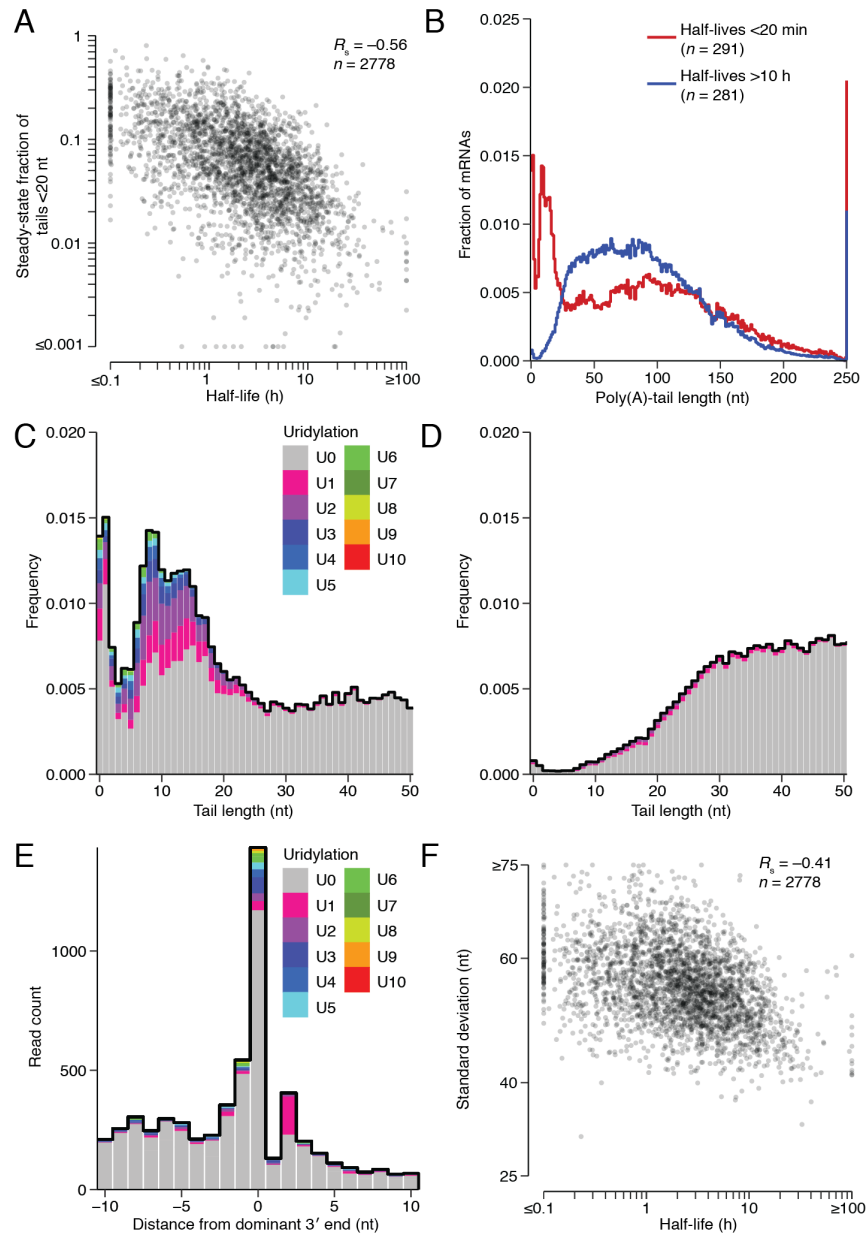 A
R_s = –0.56
n = 2778
Steady-state fraction of
tails <20 nt
1
0.1
0.01
≤0.001
≤0.1
1
10
≥100
Half-life (h)
B
Half-lives <20 min
(n = 291)
Half-lives >10 h
(n = 281)
Fraction of mRNAs
0.025
0.020
0.015
0.010
0.005
0.000
0
50
100
150
200
250
Poly(A)-tail length (nt)
C
Uridylation
U0
U1
U2
U3
U4
U5
U6
U7
U8
U9
U10
Frequency
0.020
0.015
0.010
0.005
0.000
0
10
20
30
40
50
Tail length (nt)
D
Frequency
0.020
0.015
0.010
0.005
0.000
0
10
20
30
40
50
Tail length (nt)
E
Uridylation
U0
U1
U2
U3
U4
U5
U6
U7
U8
U9
U10
Read count
1000
500
0
–10
–5
0
5
10
Distance from dominant 3′ end (nt)
F
R_s = –0.41
n = 2778
Standard deviation (nt)
≥75
60
40
25
≤0.1
1
10
≥100
Half-life (h)